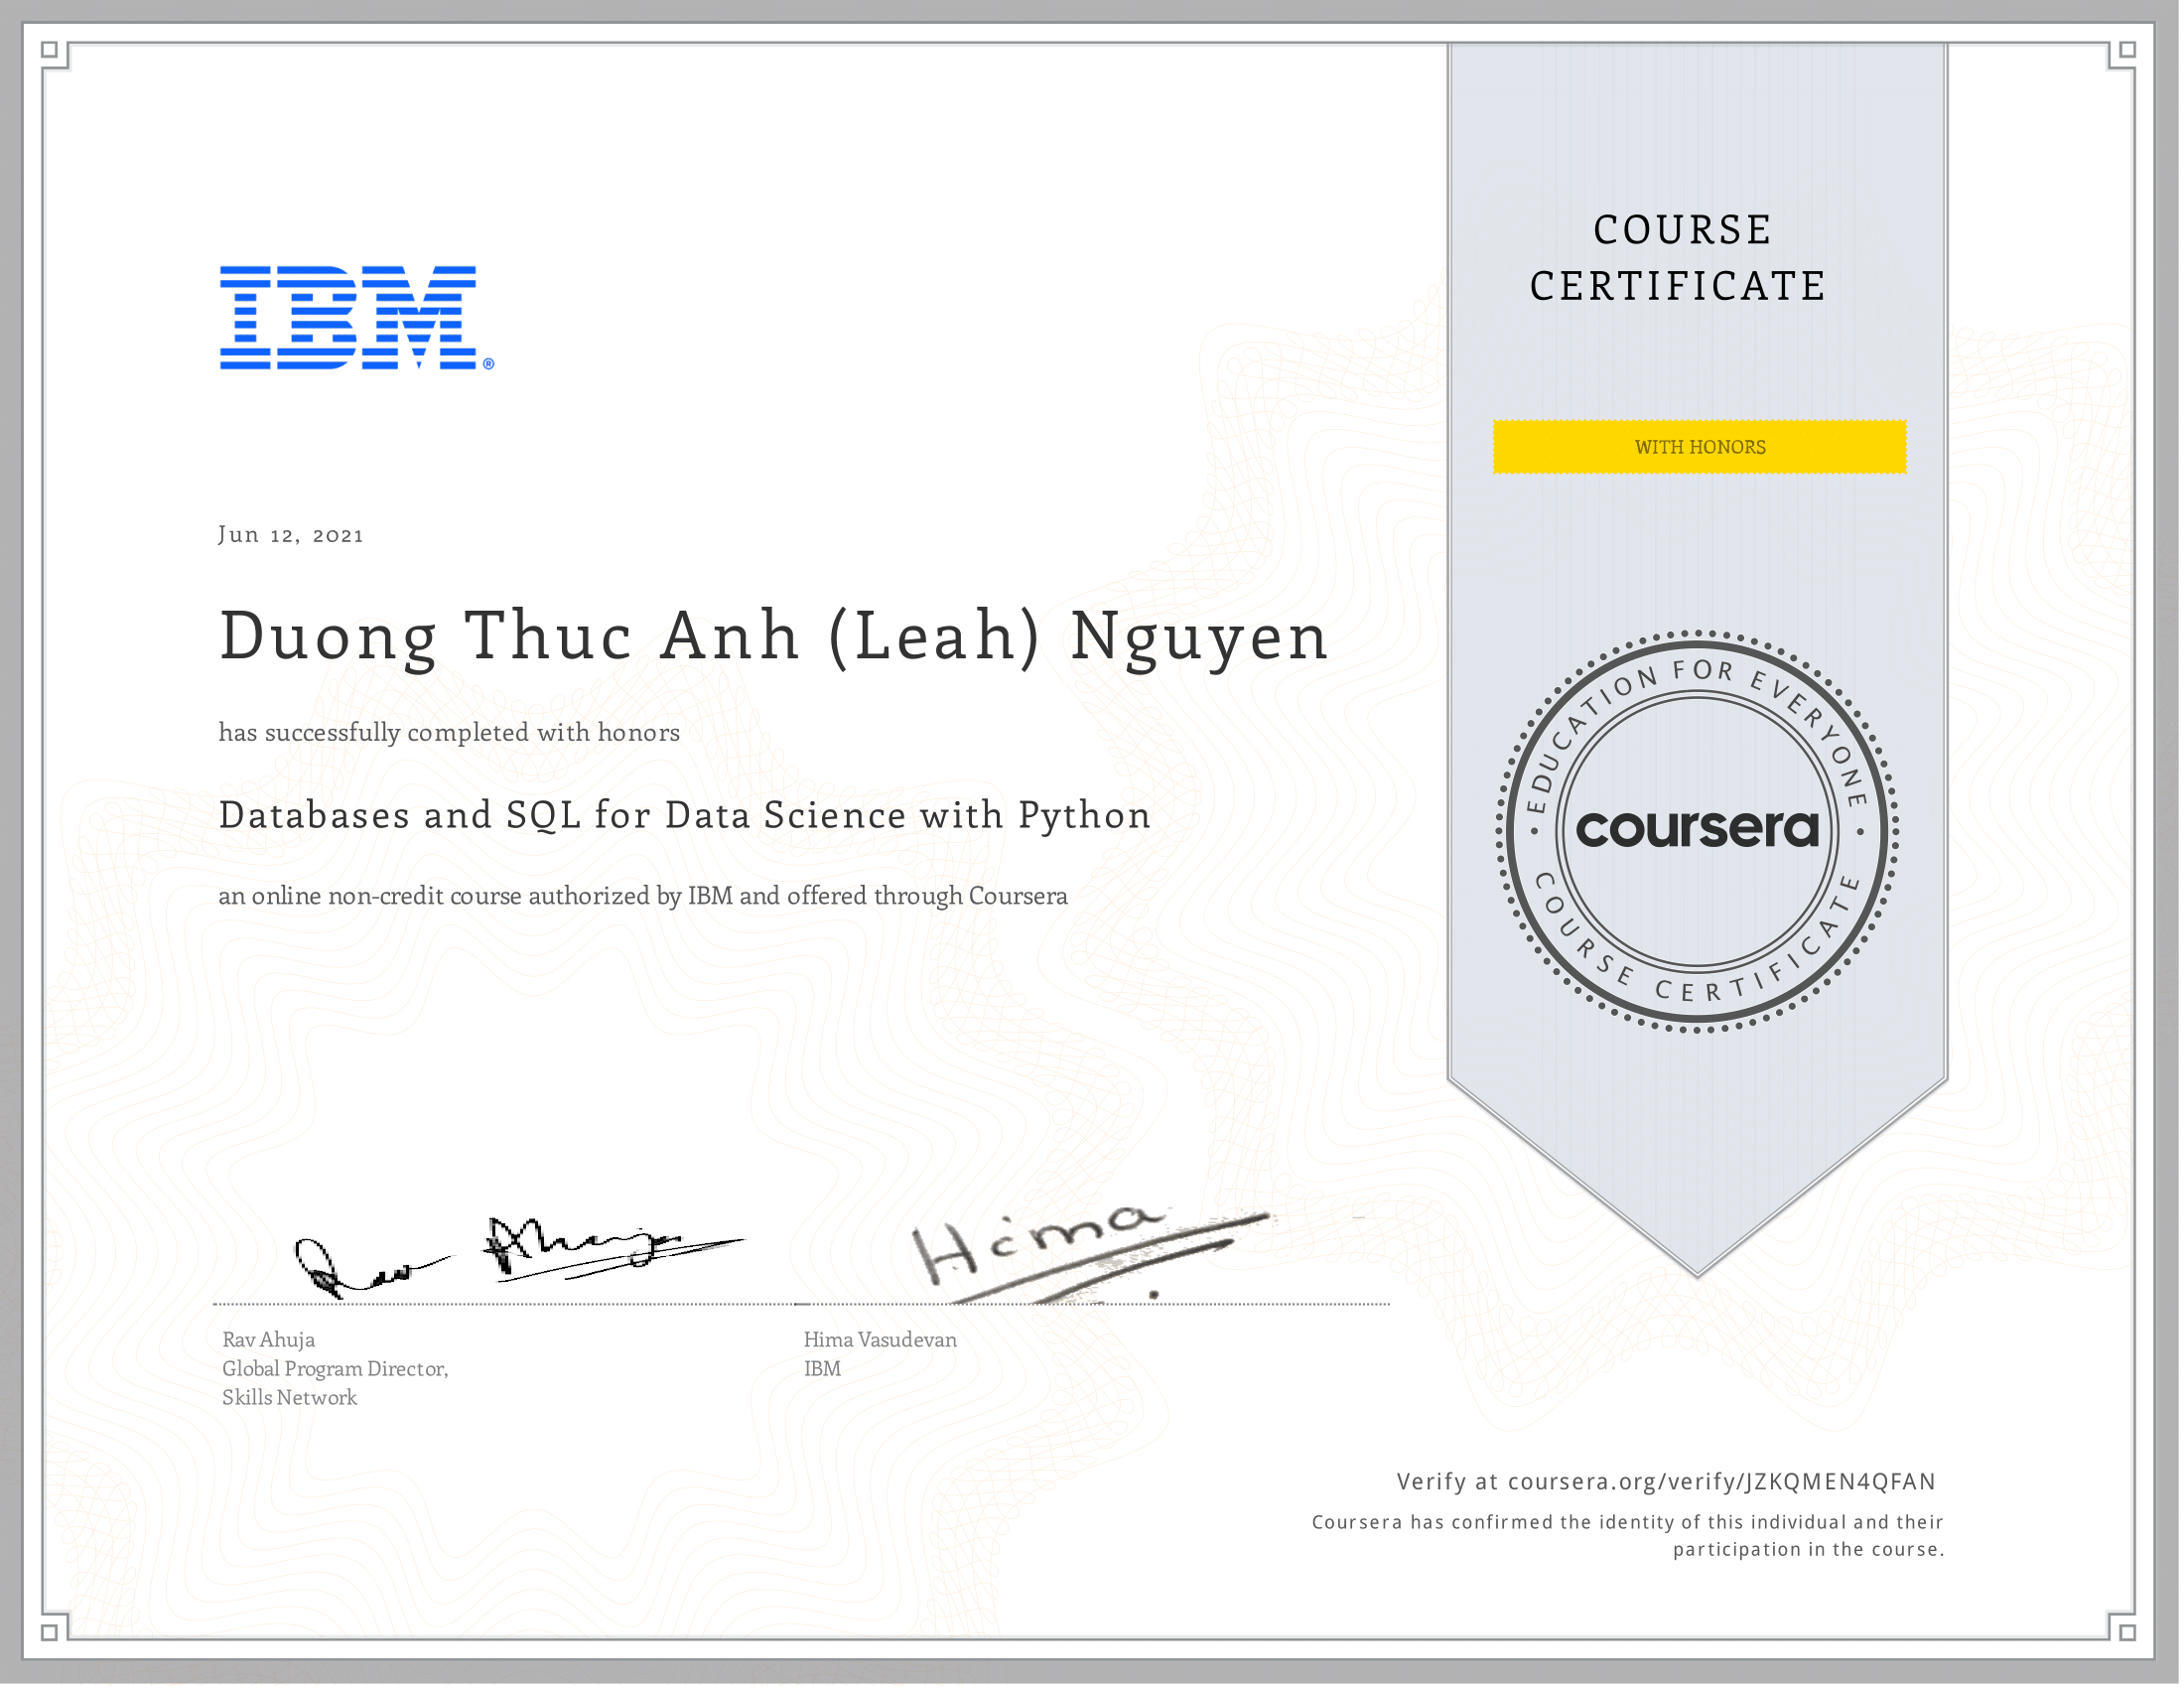 IBM®
COURSE
CERTIFICATE
WITH HONORS
Jun 12, 2021
Duong Thuc Anh (Leah) Nguyen
has successfully completed with honors
Databases and SQL for Data Science with Python
an online non-credit course authorized by IBM and offered through Coursera
EDUCATION FOR EVERYONE
coursera
COURSE CERTIFICATE
Hima
Rav Ahuja
Global Program Director,
Skills Network
Hima Vasudevan
IBM
Verify at coursera.org/verify/JZKQMEN4QFAN
Coursera has confirmed the identity of this individual and their
participation in the course.